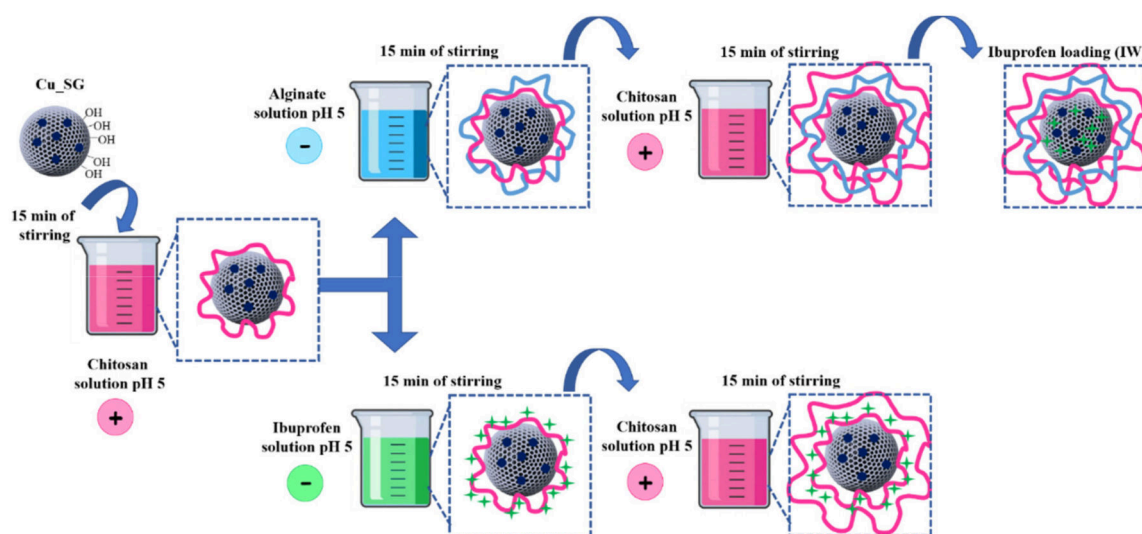 Cu_SG
OH
OH
OH
OH
OH
15 min of
stirring
Chitosan
solution pH 5
+
15 min of stirring
Alginate
solution pH 5
-
15 min of stirring
Chitosan
solution pH 5
+
Ibuprofen loading (IW
15 min of stirring
Ibuprofen
solution pH 5
-
15 min of stirring
Chitosan
solution pH 5
+